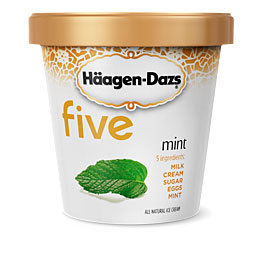 Häagen-Dazs
five
mint
5 ingredients:
MILK
CREAM
SUGAR
EGGS
MINT
ALL NATURAL ICE CREAM